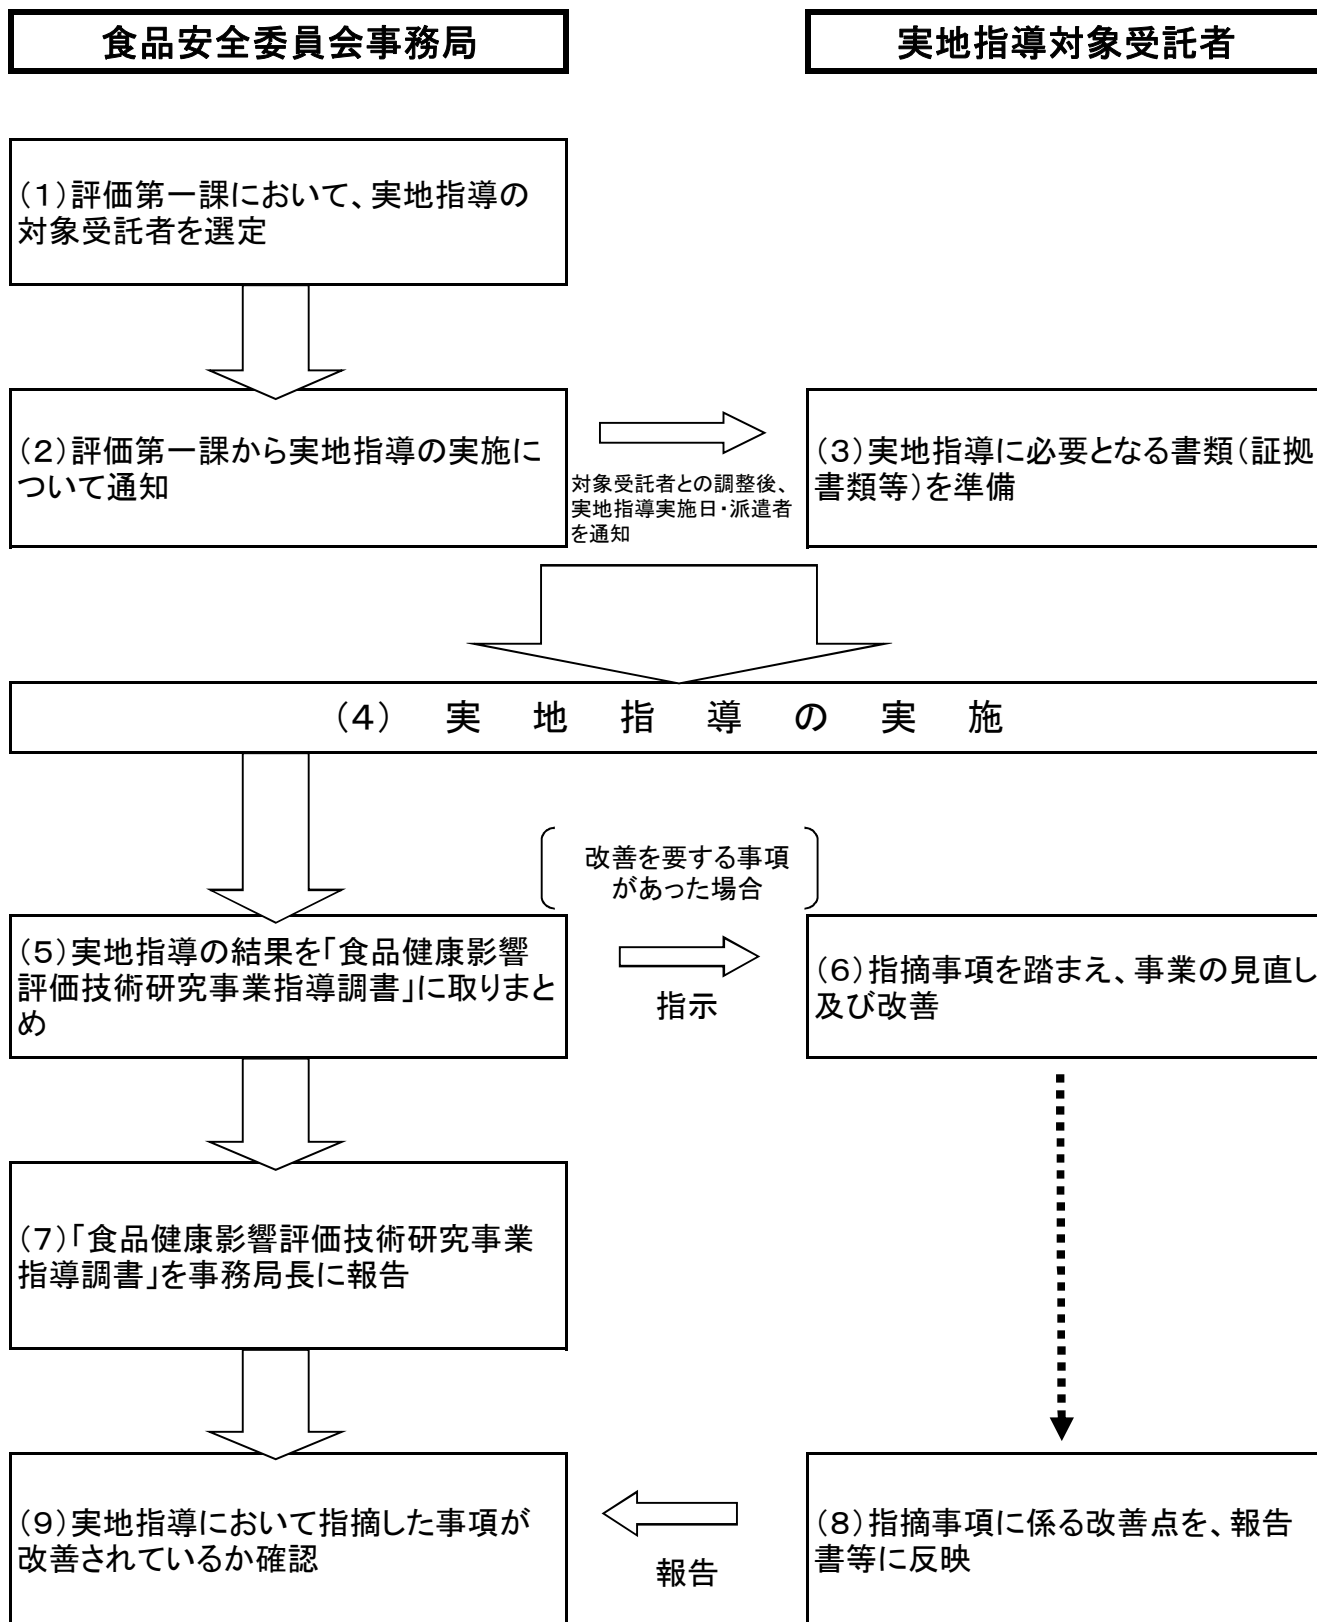 食品安全委員会事務局
実地指導対象受託者
(1)評価第一課において、実地指導の
対象受託者を選定
(2)評価第一課から実地指導の実施に
ついて通知
対象受託者との調整後、
実地指導実施日・派遣者
を通知
(3)実地指導に必要となる書類(証拠
書類等)を準備
(4) 実 地 指 導 の 実 施
改善を要する事項
があった場合
(5)実地指導の結果を「食品健康影響
評価技術研究事業指導調書」に取りまと
め
指示
(6)指摘事項を踏まえ、事業の見直し
及び改善
(7)「食品健康影響評価技術研究事業
指導調書」を事務局長に報告
(9)実地指導において指摘した事項が
改善されているか確認
報告
(8)指摘事項に係る改善点を、報告
書等に反映